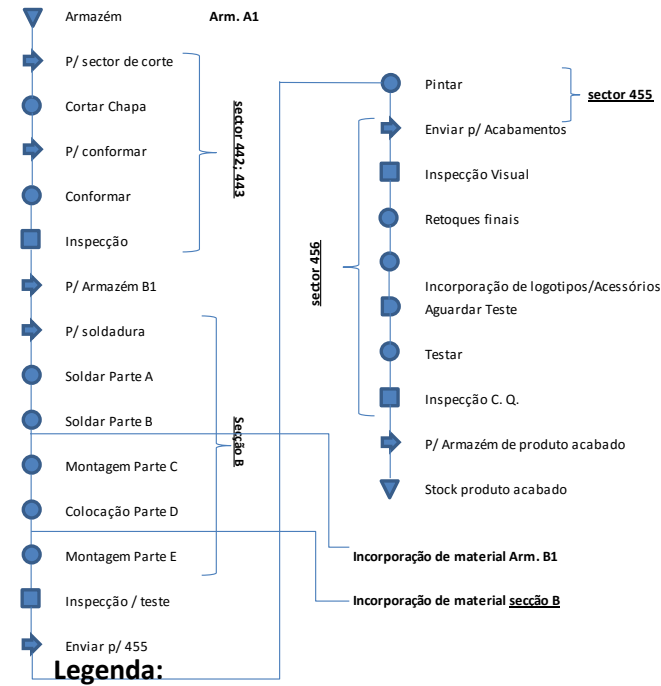 Armazém
Arm. A1
P/ sector de corte
Cortar Chapa
P/ conformar
Conformar
Inspecção
sector 442; 443
P/ Armazém B1
P/ soldadura
Soldar Parte A
Soldar Parte B
Montagem Parte C
Colocação Parte D
Montagem Parte E
Secção B
Inspecção / teste
Enviar p/ 455
Legenda:
Incorporação de material Arm. B1
Incorporação de material secção B
Pintar
sector 455
Enviar p/ Acabamentos
Inspecção Visual
Retoques finais
sector 456
Incorporação de logotipos/Acessórios
Aguardar Teste
Testar
Inspecção C. Q.
P/ Armazém de produto acabado
Stock produto acabado